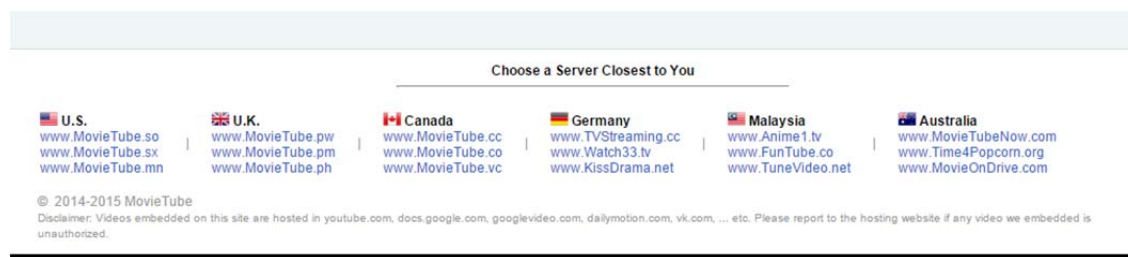 Choose a Server Closest to You
U.S. U.K. Canada Germany Malaysia Australia
www.MovieTube.so | www.MovieTube.pw | www.MovieTube.cc | www.TVStreaming.cc | www.Anime1.tv | www.MovieTubeNow.com
www.MovieTube.sx www.MovieTube.pm www.MovieTube.co www.Watch33.tv www.FunTube.co www.Time4Popcorn.org
www.MovieTube.mn www.MovieTube.ph www.MovieTube.vc www.KissDrama.net www.TuneVideo.net www.MovieOnDrive.com
© 2014-2015 MovieTube
Disclaimer: Videos embedded on this site are hosted in youtube.com, docs.google.com, googlevideo.com, dailymotion.com, vk.com, ... etc. Please report to the hosting website if any video we embedded is
unauthorized.